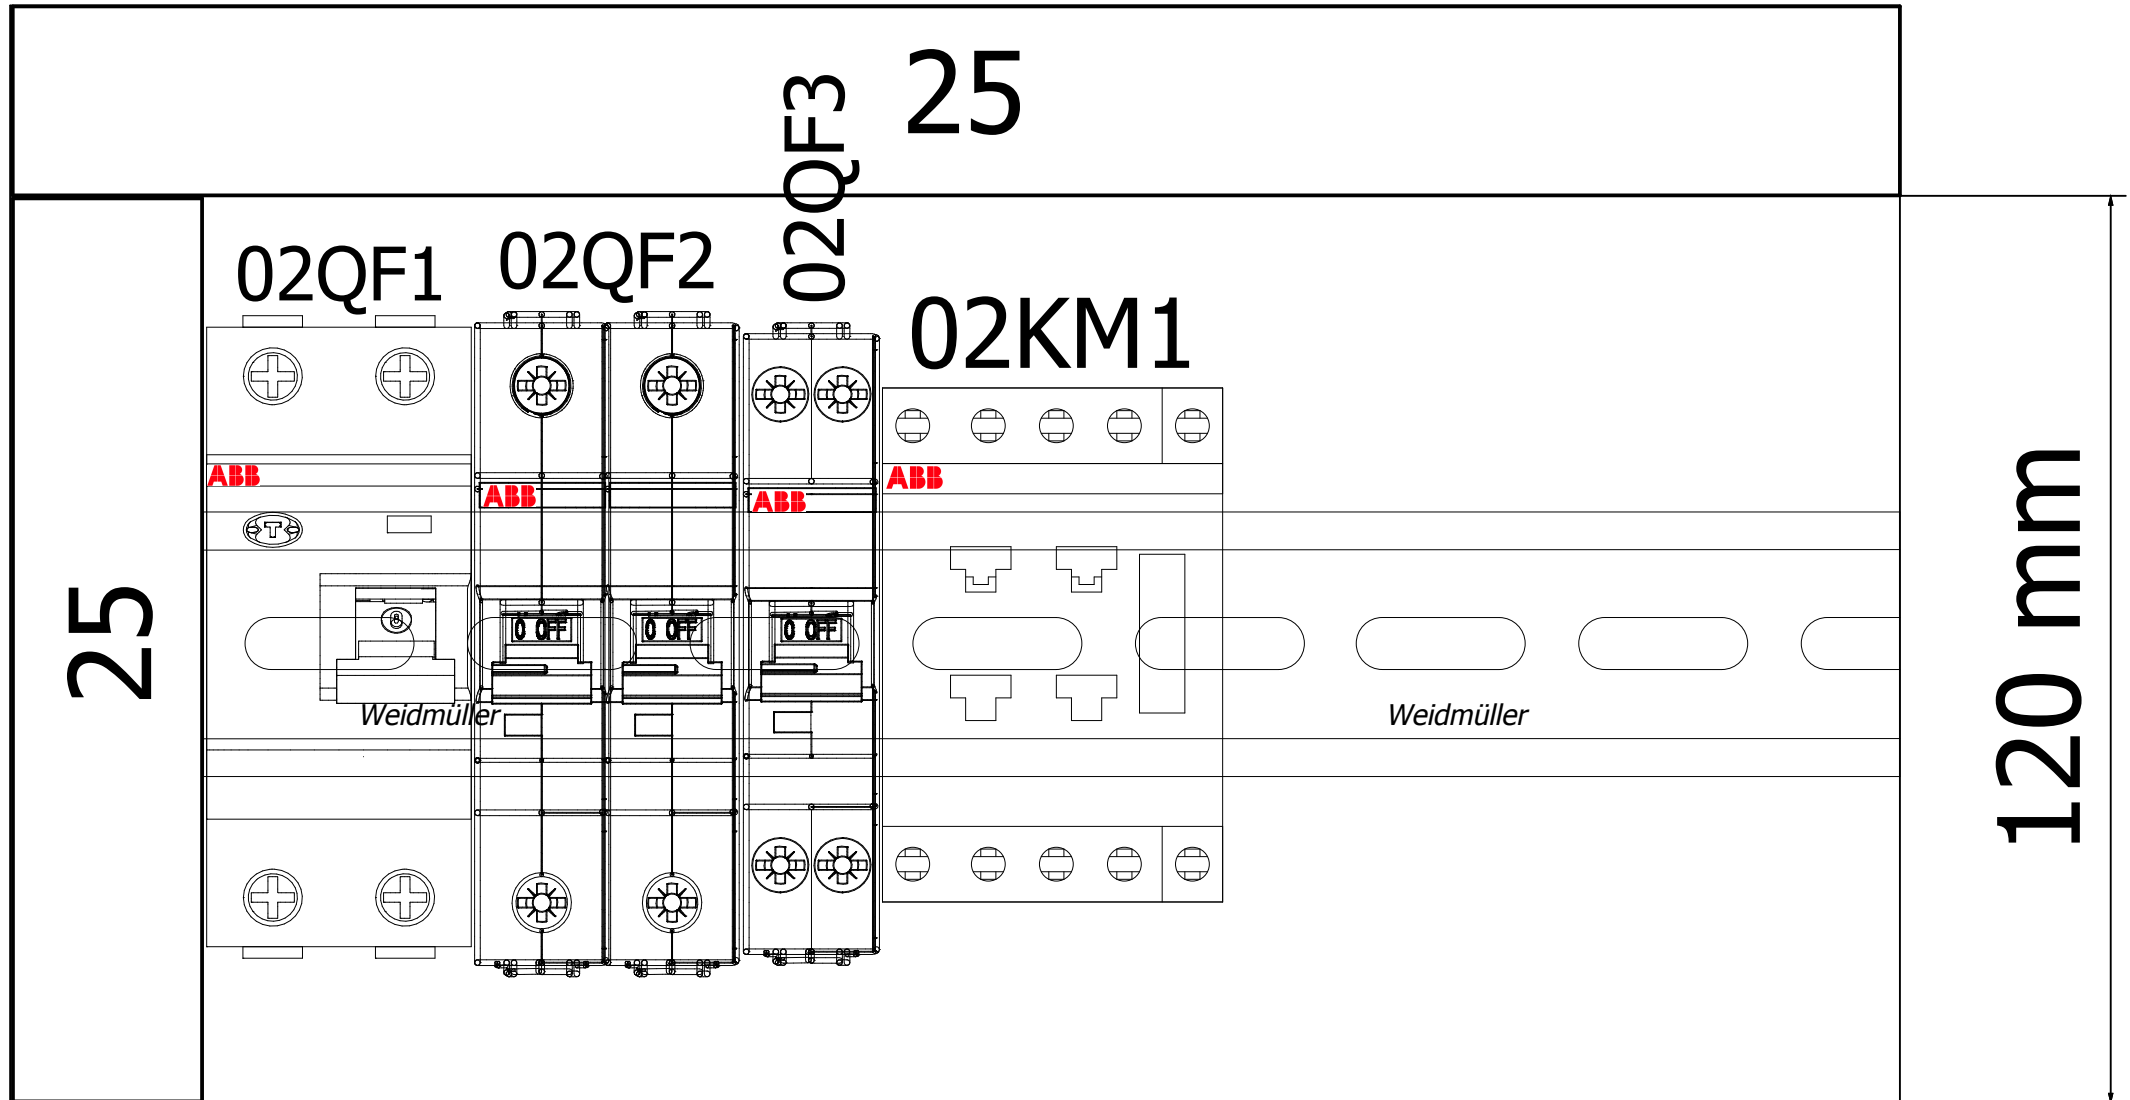 25
02QF3
02QF1
02QF2
02KM1
ABB
ABB
ABB
ABB
T
0 OFF
0 OFF
0 OFF
25
Weidmüller
Weidmüller
120 mm